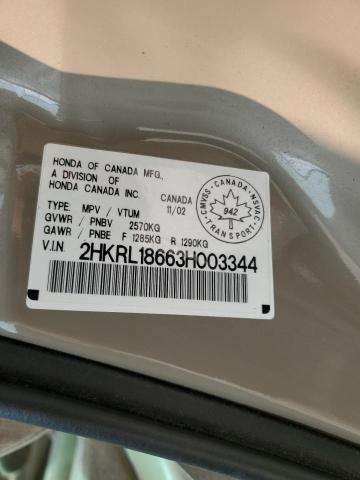 HONDA OF CANADA MFG.,
A DIVISION OF
HONDA CANADA INC.
CANADA
11/02
CMVSS - CANADA - NSVAC
942
TRANSPORT
TYPE: MPV / VTUM
GVWR / PNBV 2570KG
GAWR / PNBE F 1285KG R 1290KG
V.I.N. 2HKRL18663H003344